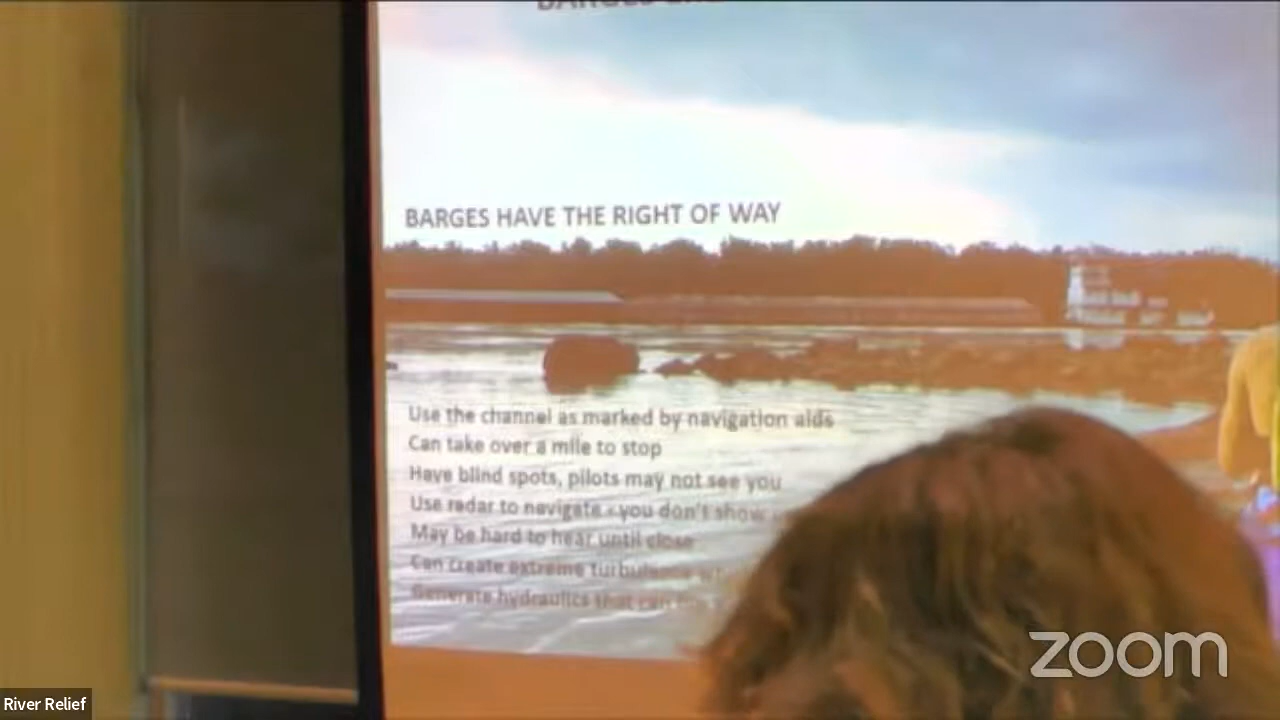 BARGES
BARGES HAVE THE RIGHT OF WAY
Use the channel as marked by navigation aids
Can take over a mile to stop
Have blind spots, pilots may not see you
Use radar to navigate - you don't show
May be hard to hear until close
Can create extreme turbulence
Generate hydraulics that can
River Relief
zoom